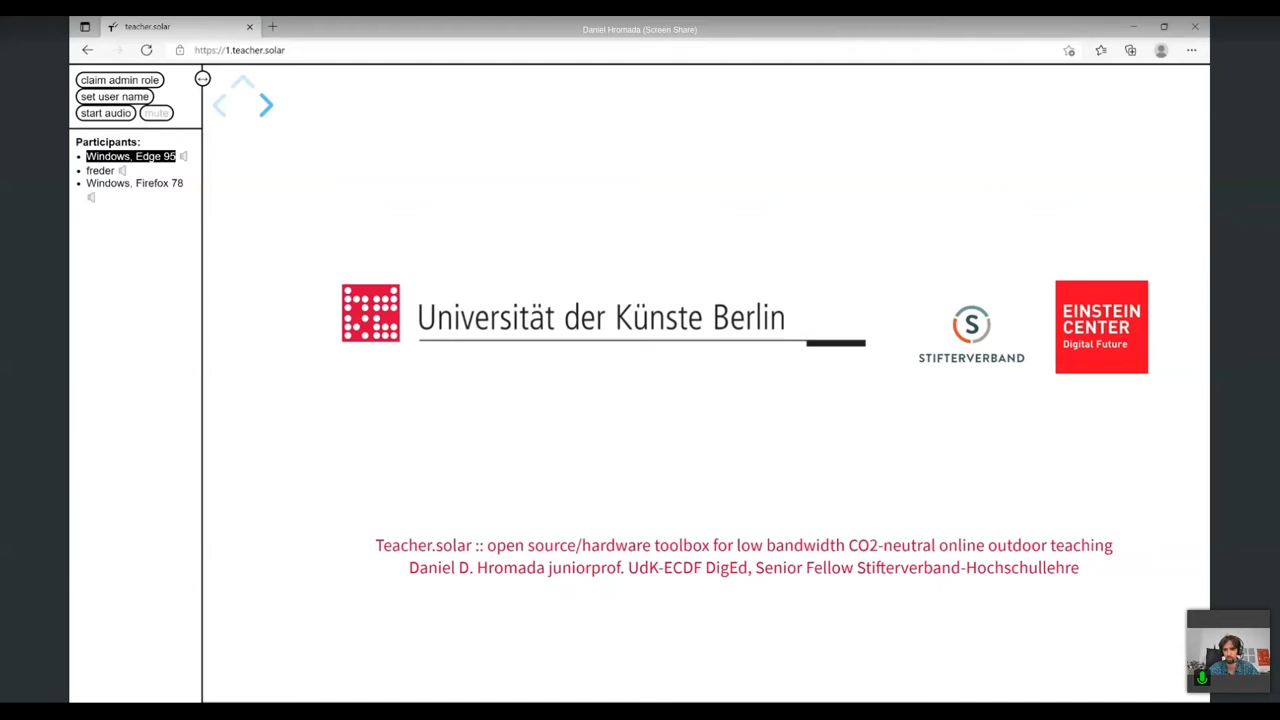 teacher.solar
Daniel Hromada (Screen Share)
https://1.teacher.solar
claim admin role
set user name
start audio
mute
Participants:
Windows, Edge 95
freder
Windows, Firefox 78
Universität der Künste Berlin
S
STIFTERVERBAND
EINSTEIN
CENTER
Digital Future
Teacher.solar :: open source/hardware toolbox for low bandwidth CO2-neutral online outdoor teaching
Daniel D. Hromada juniorprof. UdK-ECDF DigEd, Senior Fellow Stifterverband-Hochschullehre